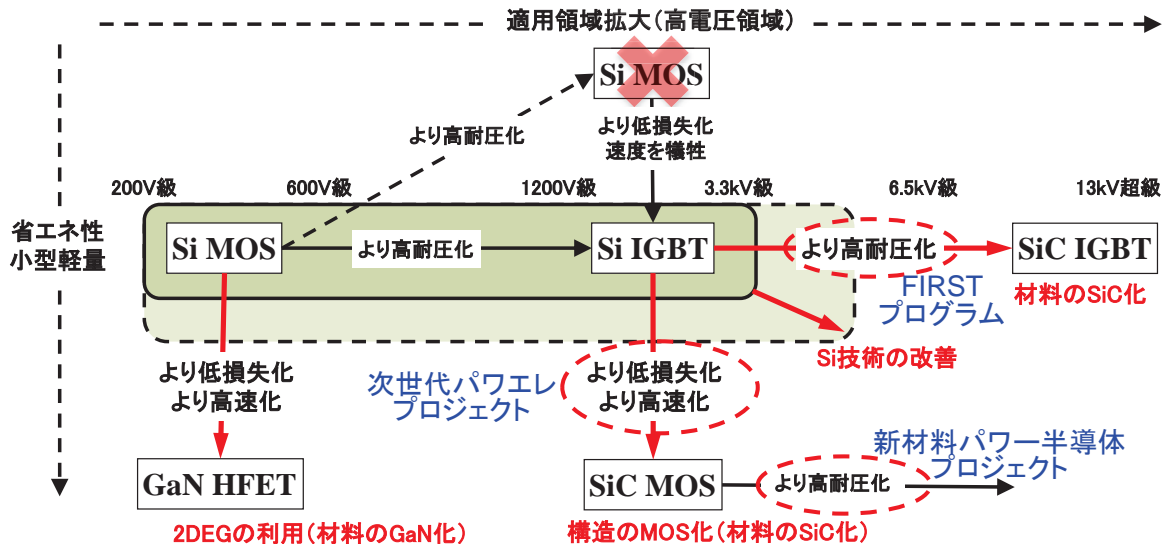 適用領域拡大(高電圧領域)
Si MOS
より高耐圧化
より低損失化
速度を犠牲
200V級
600V級
1200V級
3.3kV級
6.5kV級
13kV超級
省エネ性
小型軽量
Si MOS
より高耐圧化
Si IGBT
より高耐圧化
SiC IGBT
FIRST
プログラム
材料のSiC化
Si技術の改善
より低損失化
より高速化
次世代パワエレ
プロジェクト
より低損失化
より高速化
新材料パワー半導体
プロジェクト
GaN HFET
SiC MOS
より高耐圧化
2DEGの利用(材料のGaN化)
構造のMOS化(材料のSiC化)